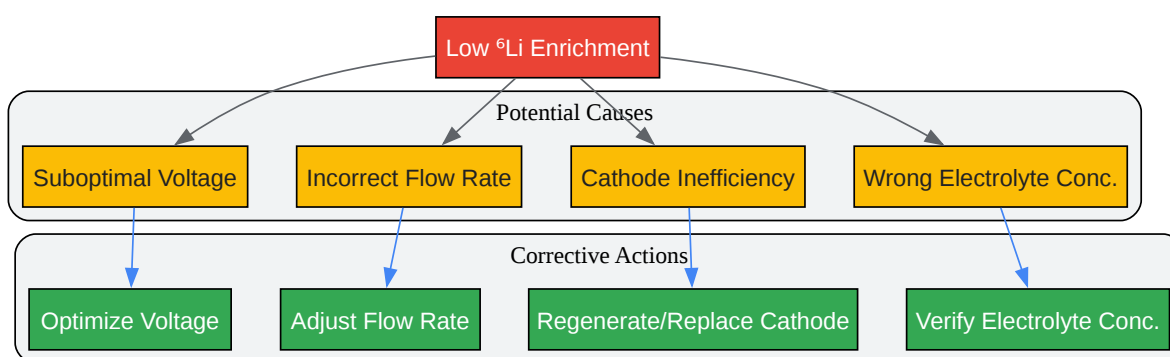 Low ⁶Li Enrichment
Potential Causes
Suboptimal Voltage
Incorrect Flow Rate
Cathode Inefficiency
Wrong Electrolyte Conc.
Corrective Actions
Optimize Voltage
Adjust Flow Rate
Regenerate/Replace Cathode
Verify Electrolyte Conc.